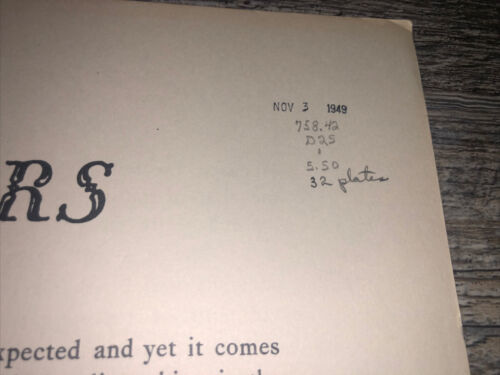 NOV 3 1949
758.42
D25
5.50
32 plates
RS
xpected and yet it comes